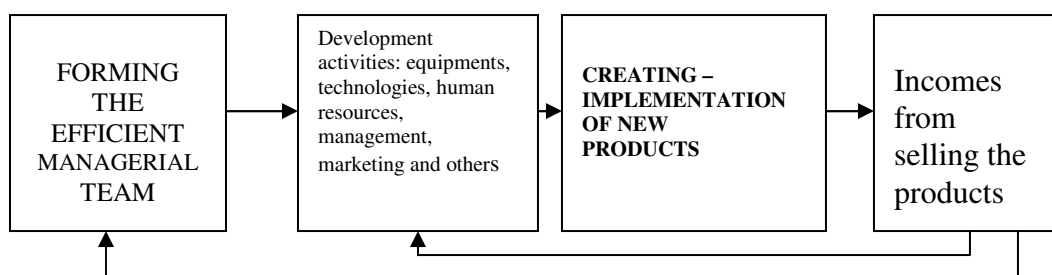 FORMING
THE
EFFICIENT
MANAGERIAL
TEAM
Development
activities: equipments,
technologies, human
resources,
management,
marketing and others
CREATING –
IMPLEMENTATION
OF NEW
PRODUCTS
Incomes
from
selling the
products